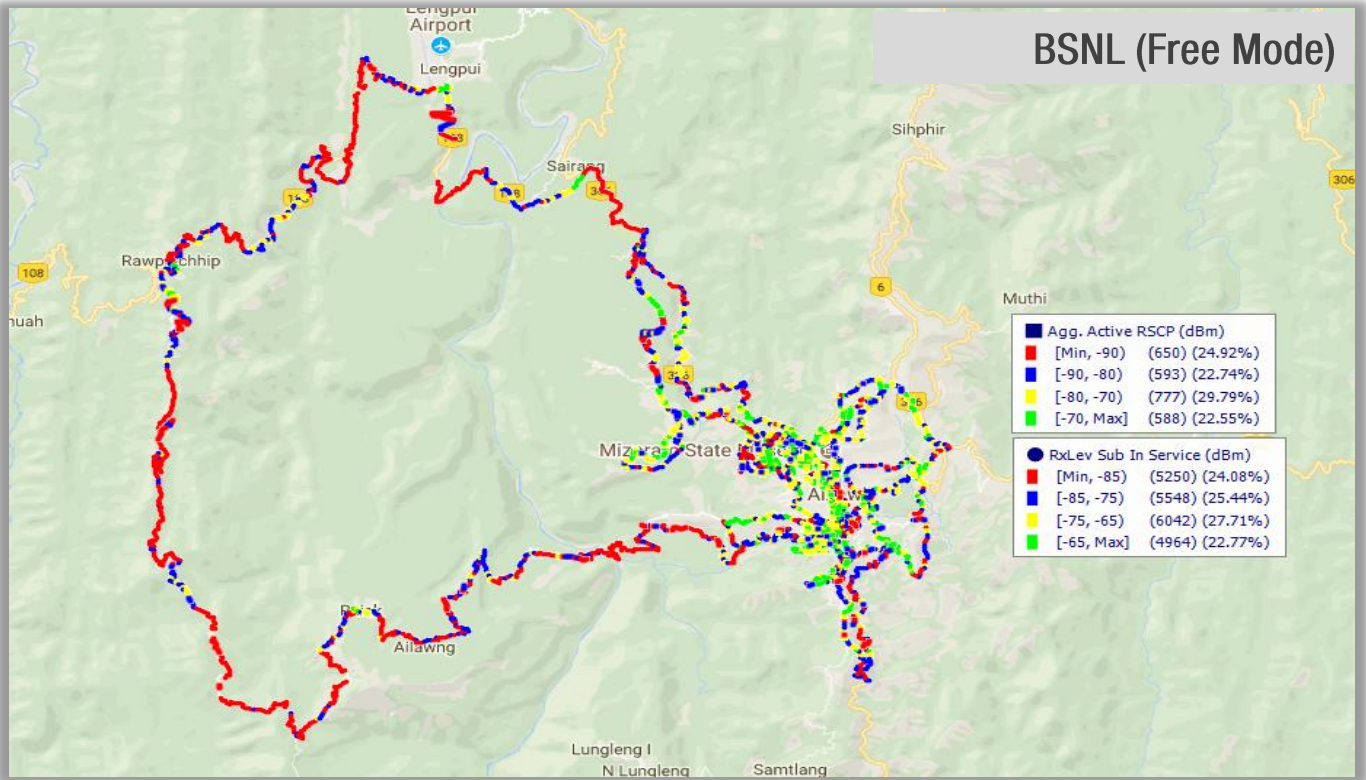 Lengpui
Airport
BSNL (Free Mode)
Lengpui
Sihphir
Sairang
306
108
6
Muthi
Agg. Active RSCP (dBm)
[Min, -90) (650) (24.92%)
[-90, -80) (593) (22.74%)
[-80, -70) (777) (29.79%)
[-70, Max] (588) (22.55%)
RxLev Sub In Service (dBm)
[Min, -85) (5250) (24.08%)
[-85, -75) (5548) (25.44%)
[-75, -65) (6042) (27.71%)
[-65, Max] (4964) (22.77%)
Ailawng
Lungleng I
N Lungleng
Samtlang